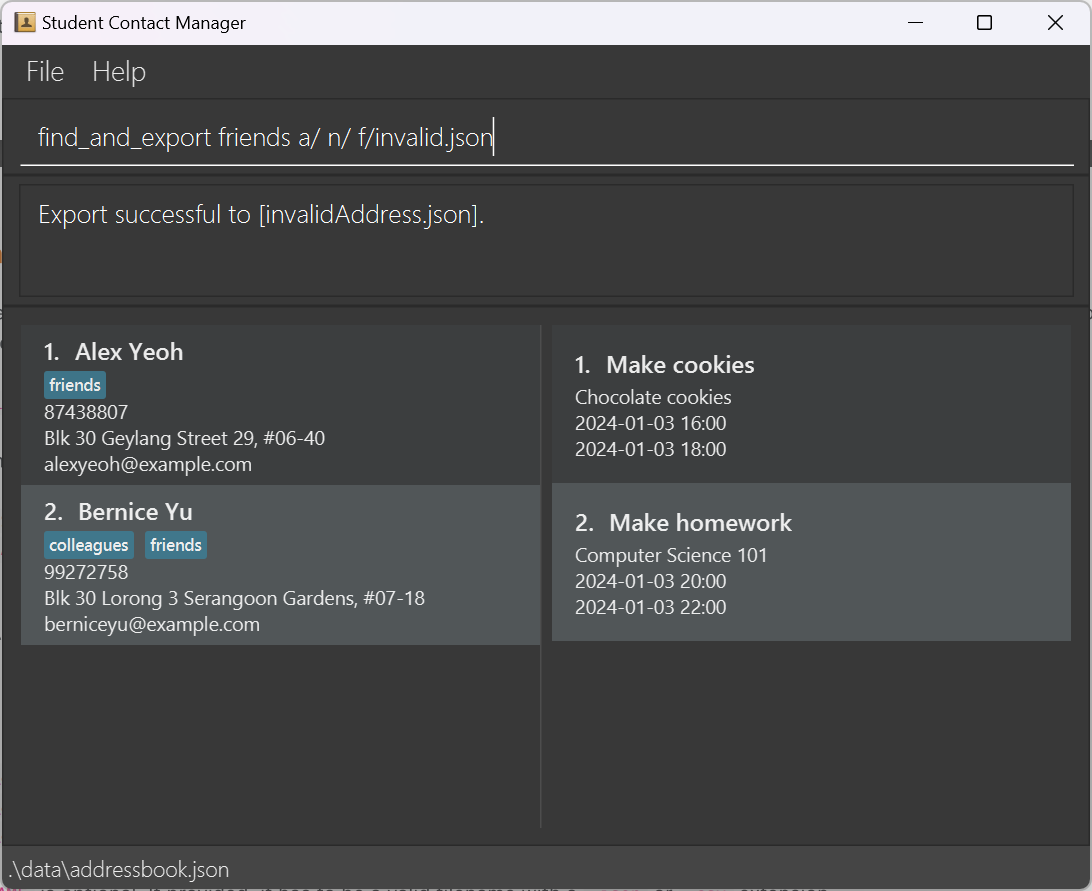 Student Contact Manager
File Help
find_and_export friends a/ n/ f/invalid.json
Export successful to [invalidAddress.json].
1. Alex Yeoh
friends
87438807
Blk 30 Geylang Street 29, #06-40
alexyeoh@example.com
2. Bernice Yu
colleagues friends
99272758
Blk 30 Lorong 3 Serangoon Gardens, #07-18
berniceyu@example.com
1. Make cookies
Chocolate cookies
2024-01-03 16:00
2024-01-03 18:00
2. Make homework
Computer Science 101
2024-01-03 20:00
2024-01-03 22:00
.\data\addressbook.json